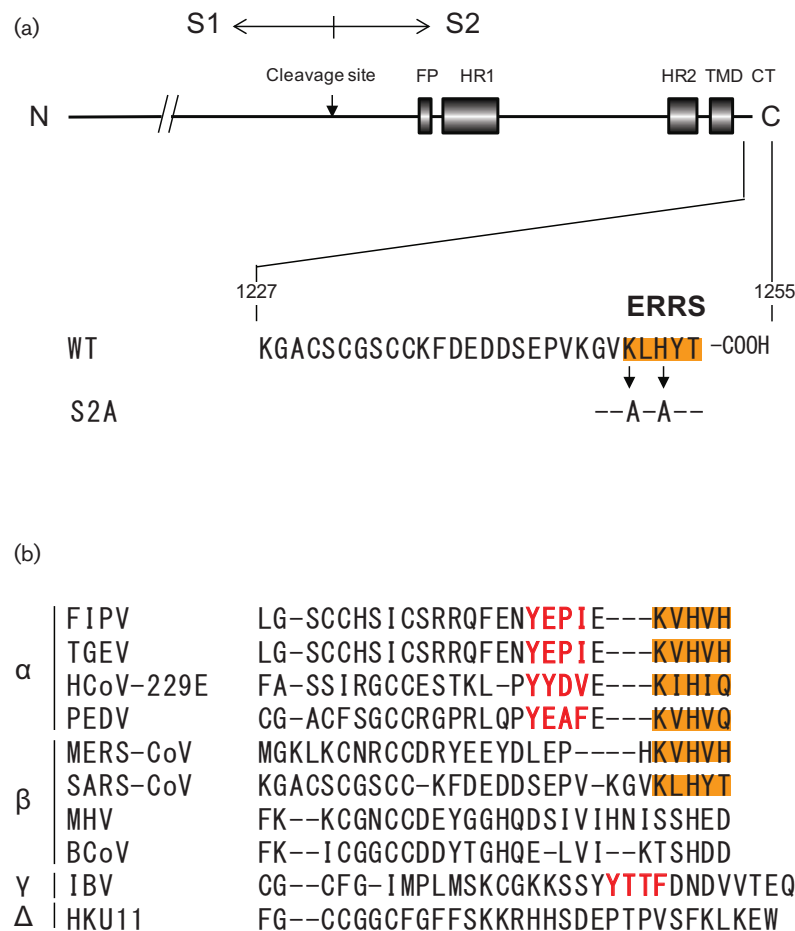 (a)
S1 S2
Cleavage site FP HR1 HR2 TMD CT
N C
1227 1255
ERRS
WT KGACSCGSCCKFDEDDSEPVKGVKLHYT -COOH
S2A --A-A--
(b)
α
FIPV LG-SCCHSICSRRQFENYEPIE---KVHVH
TGEV LG-SCCHSICSRRQFENYEPIE---KVHVH
HCoV-229E FA-SSIRGCCESTKL-PYYDVE---KIHIQ
PEDV CG-ACFSGCCRGPRLQPYEAFE---KVHVQ
β
MERS-CoV MGKLKCNRCCDRYEEYDLEP----HKVHVH
SARS-CoV KGACSCGSCC-KFDEDDSEPV-KGVKLHYT
MHV FK--KCGNCCDEYGGHQDSIVIHNISSHED
BCoV FK--ICGGCCDDYTGHQE-LVI--KTSHDD
γ IBV CG--CFG-IMPLMSKCGKKSSYYTTFDNDVVTEQ
Δ HKU11 FG--CCGGCFGFFSKKRHHSDEPTPVSFKLKEW